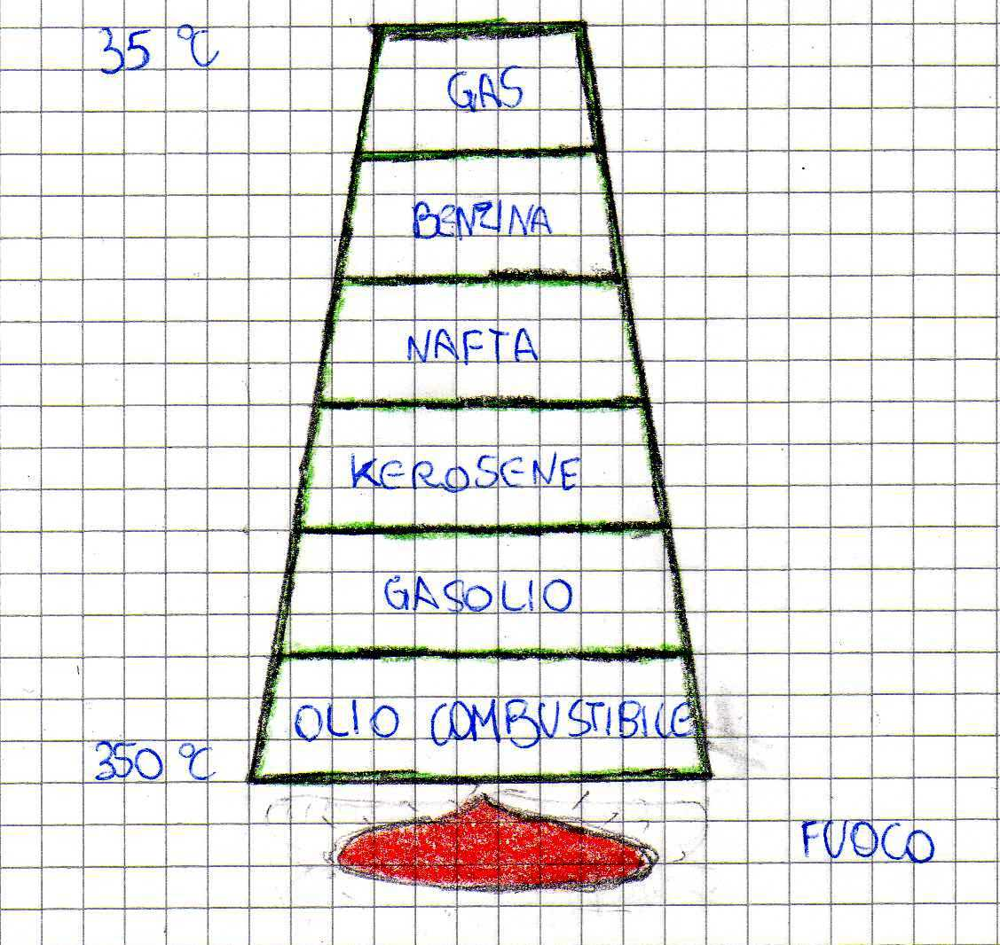 35 °C
GAS
BENZINA
NAFTA
KEROSENE
GASOLIO
OLIO COMBUSTIBILE
350 °C
FUOCO